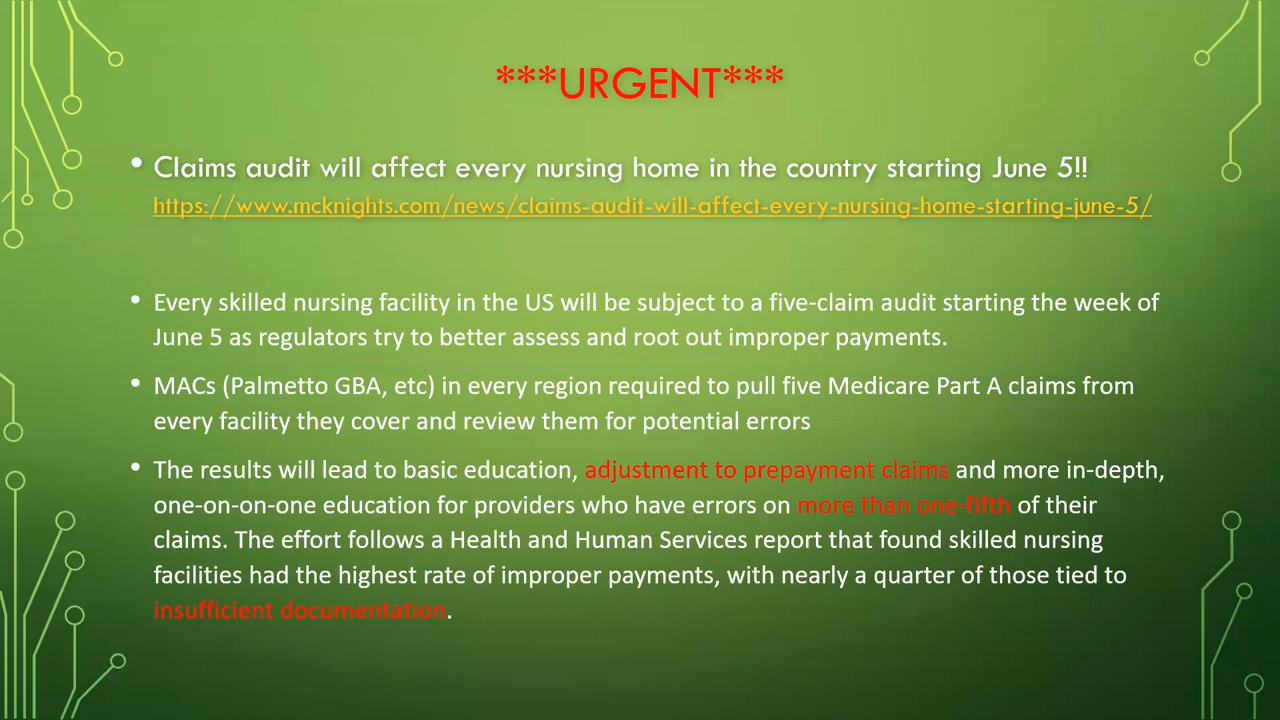 ***URGENT***
• Claims audit will affect every nursing home in the country starting June 5!!
https://www.mcknights.com/news/claims-audit-will-affect-every-nursing-home-starting-june-5/
• Every skilled nursing facility in the US will be subject to a five-claim audit starting the week of
June 5 as regulators try to better assess and root out improper payments.
• MACs (Palmetto GBA, etc) in every region required to pull five Medicare Part A claims from
every facility they cover and review them for potential errors
• The results will lead to basic education, adjustment to prepayment claims and more in-depth,
one-on-on-one education for providers who have errors on more than one-fifth of their
claims. The effort follows a Health and Human Services report that found skilled nursing
facilities had the highest rate of improper payments, with nearly a quarter of those tied to
insufficient documentation.